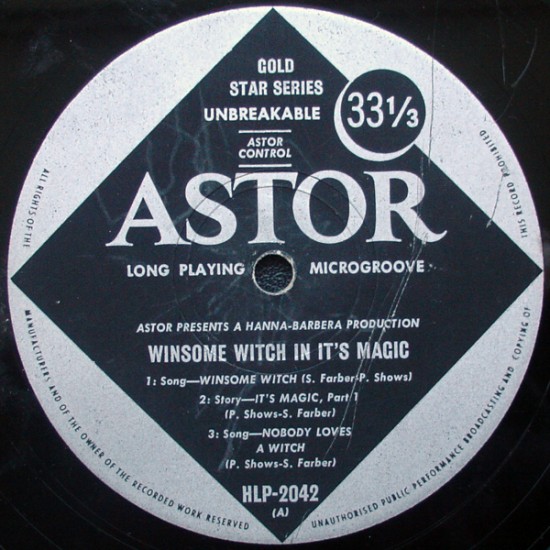 GOLD
STAR SERIES
UNBREAKABLE
33 1/3
ASTOR
CONTROL
ASTOR
LONG PLAYING MICROGROOVE
ASTOR PRESENTS A HANNA-BARBERA PRODUCTION
WINSOME WITCH IN IT'S MAGIC
1: Song—WINSOME WITCH (S. Farber-P. Shows)
2: Story—IT'S MAGIC, Part 1
(P. Shows-S. Farber)
3: Song—NOBODY LOVES
A WITCH
(P. Shows-S. Farber)
HLP-2042
(A)
ALL RIGHTS OF THE
MANUFACTURERS AND OF THE OWNER OF THE RECORDED WORK RESERVED
UNAUTHORISED PUBLIC PERFORMANCE BROADCASTING AND COPYING OF
THIS RECORD PROHIBITED